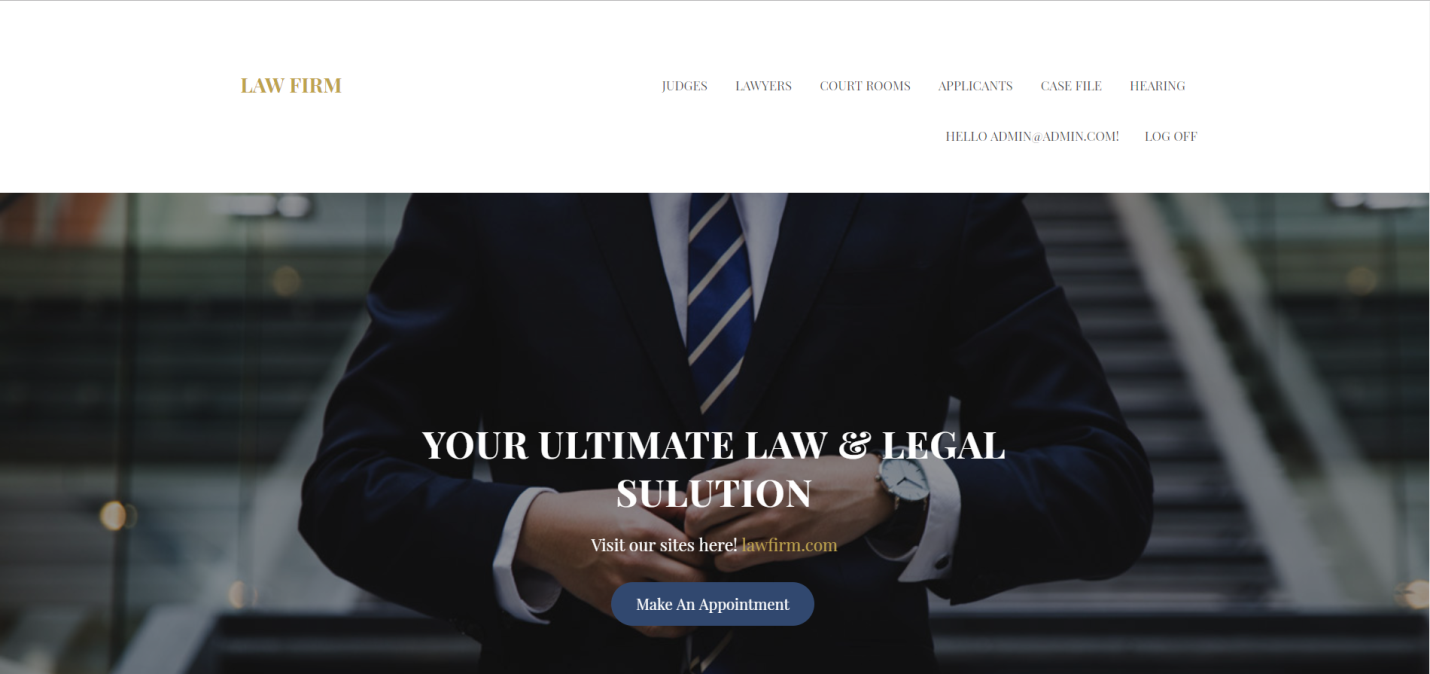 LAW FIRM
JUDGES LAWYERS COURT ROOMS APPLICANTS CASE FILE HEARING
HELLO ADMIN@ADMIN.COM! LOG OFF
YOUR ULTIMATE LAW & LEGAL
SULUTION
Visit our sites here! lawfirm.com
Make An Appointment